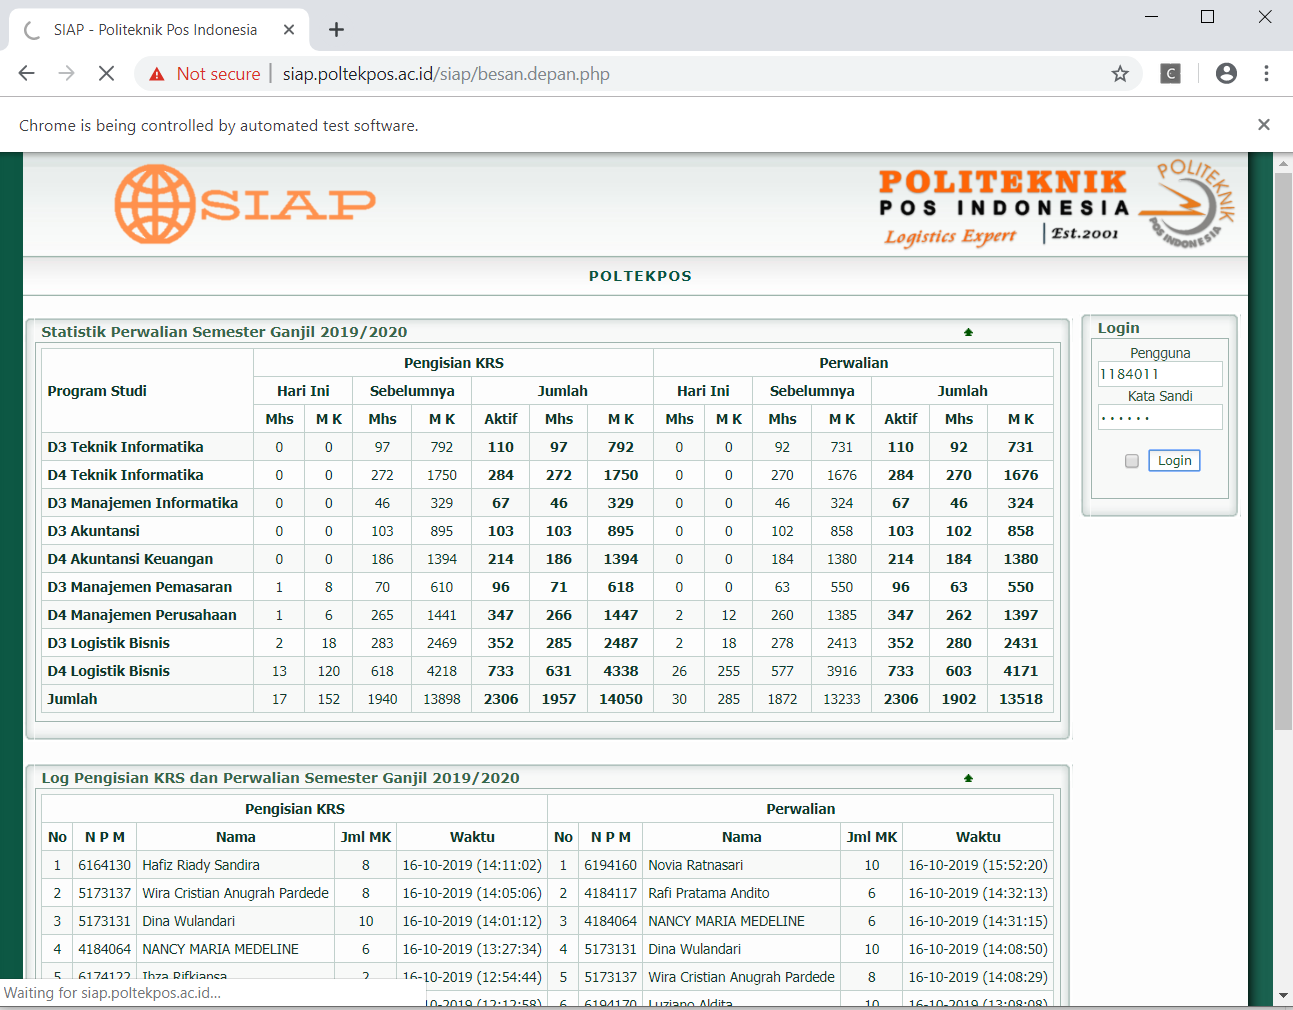 SIAP - Politeknik Pos Indonesia
Not secure | siap.poltekpos.ac.id/siap/besan.depan.php
C
Chrome is being controlled by automated test software.
SIAP
POLITEKNIK
POS INDONESIA
Logistics Expert | Est.2001
POLITEKNIK
POS INDONESIA
POLTEKPOS
Statistik Perwalian Semester Ganjil 2019/2020
Program Studi Pengisian KRS Perwalian
Hari Ini Sebelumnya Jumlah Hari Ini Sebelumnya Jumlah
Mhs M K Mhs M K Aktif Mhs M K Mhs M K Mhs M K Aktif Mhs M K
D3 Teknik Informatika 0 0 97 792 110 97 792 0 0 92 731 110 92 731
D4 Teknik Informatika 0 0 272 1750 284 272 1750 0 0 270 1676 284 270 1676
D3 Manajemen Informatika 0 0 46 329 67 46 329 0 0 46 324 67 46 324
D3 Akuntansi 0 0 103 895 103 103 895 0 0 102 858 103 102 858
D4 Akuntansi Keuangan 0 0 186 1394 214 186 1394 0 0 184 1380 214 184 1380
D3 Manajemen Pemasaran 1 8 70 610 96 71 618 0 0 63 550 96 63 550
D4 Manajemen Perusahaan 1 6 265 1441 347 266 1447 2 12 260 1385 347 262 1397
D3 Logistik Bisnis 2 18 283 2469 352 285 2487 2 18 278 2413 352 280 2431
D4 Logistik Bisnis 13 120 618 4218 733 631 4338 26 255 577 3916 733 603 4171
Jumlah 17 152 1940 13898 2306 1957 14050 30 285 1872 13233 2306 1902 13518
Login
Pengguna
1184011
Kata Sandi
••••••
Login
Log Pengisian KRS dan Perwalian Semester Ganjil 2019/2020
Pengisian KRS Perwalian
No N P M Nama Jml MK Waktu No N P M Nama Jml MK Waktu
1 6164130 Hafiz Riady Sandira 8 16-10-2019 (14:11:02) 1 6194160 Novia Ratnasari 10 16-10-2019 (15:52:20)
2 5173137 Wira Cristian Anugrah Pardede 8 16-10-2019 (14:05:06) 2 4184117 Rafi Pratama Andito 6 16-10-2019 (14:32:13)
3 5173131 Dina Wulandari 10 16-10-2019 (14:01:12) 3 4184064 NANCY MARIA MEDELINE 6 16-10-2019 (14:31:15)
4 4184064 NANCY MARIA MEDELINE 6 16-10-2019 (13:27:34) 4 5173131 Dina Wulandari 10 16-10-2019 (14:08:50)
5 6174122 Ihza Rifkiansa 2 16-10-2019 (12:54:44) 5 5173137 Wira Cristian Anugrah Pardede 8 16-10-2019 (14:08:29)
10-2019 (12:12:58) 6 6194170 Luziano Aldita 10 16-10-2019 (13:08:08)
Waiting for siap.poltekpos.ac.id...